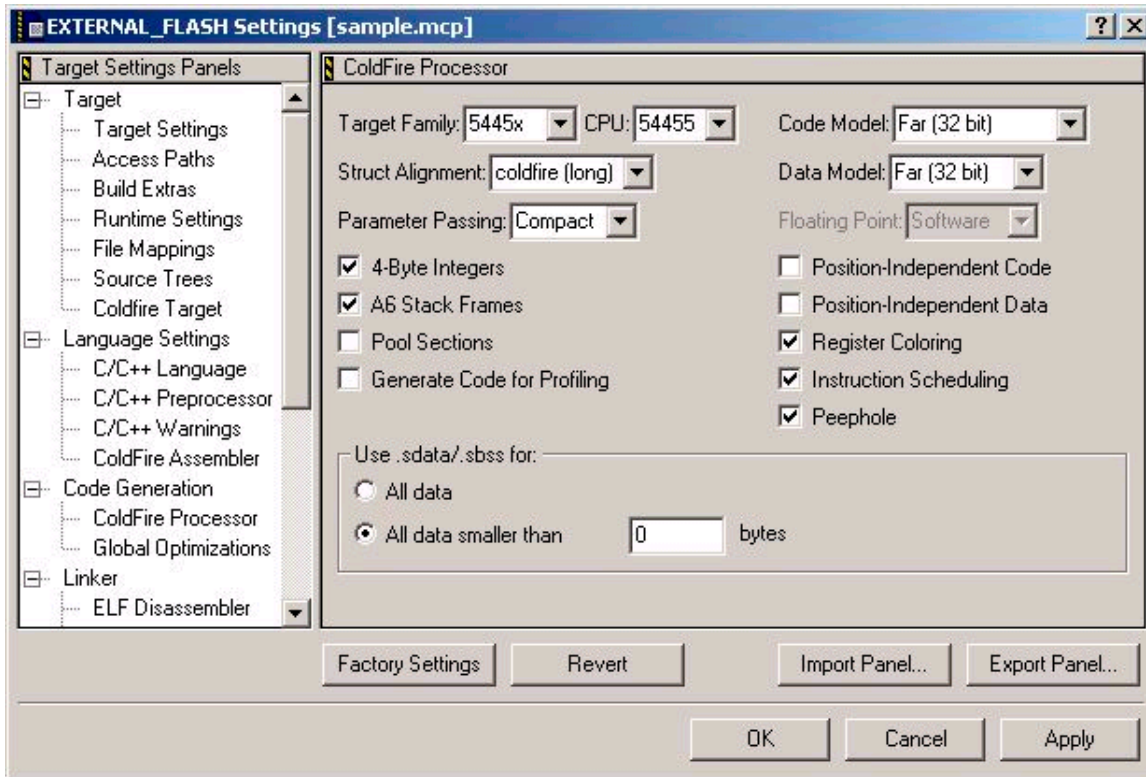 EXTERNAL_FLASH Settings [sample.mcp]
Target Settings Panels
Target
Target Settings
Access Paths
Build Extras
Runtime Settings
File Mappings
Source Trees
Coldfire Target
Language Settings
C/C++ Language
C/C++ Preprocessor
C/C++ Warnings
ColdFire Assembler
Code Generation
ColdFire Processor
Global Optimizations
Linker
ELF Disassembler
ColdFire Processor
Target Family: 5445x CPU: 54455 Code Model: Far (32 bit)
Struct Alignment: coldfire (long) Data Model: Far (32 bit)
Parameter Passing: Compact Floating Point: Software
4-Byte Integers Position-Independent Code
A6 Stack Frames Position-Independent Data
Pool Sections Register Coloring
Generate Code for Profiling Instruction Scheduling
Peephole
Use .sdata/.sbss for:
All data
All data smaller than 0 bytes
Factory Settings Revert Import Panel... Export Panel...
OK Cancel Apply